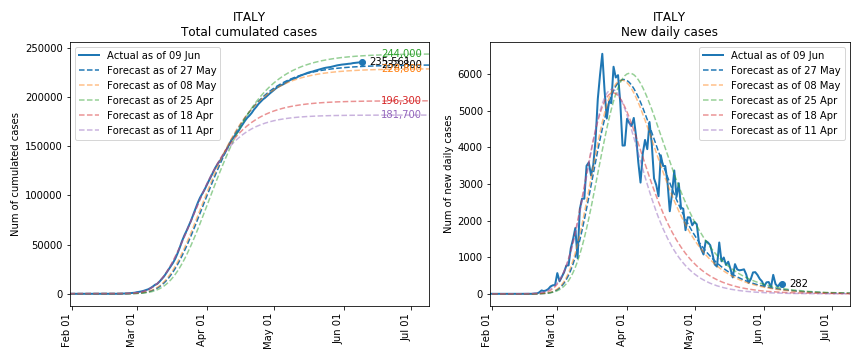 ITALY
Total cumulated cases
Num of cumulated cases
250000
200000
150000
100000
50000
0
Actual as of 09 Jun
Forecast as of 27 May
Forecast as of 08 May
Forecast as of 25 Apr
Forecast as of 18 Apr
Forecast as of 11 Apr
244,000
235,561
196,300
181,700
Feb 01
Mar 01
Apr 01
May 01
Jun 01
Jul 01
ITALY
New daily cases
Num of new daily cases
6000
5000
4000
3000
2000
1000
0
Actual as of 09 Jun
Forecast as of 27 May
Forecast as of 08 May
Forecast as of 25 Apr
Forecast as of 18 Apr
Forecast as of 11 Apr
282
Feb 01
Mar 01
Apr 01
May 01
Jun 01
Jul 01